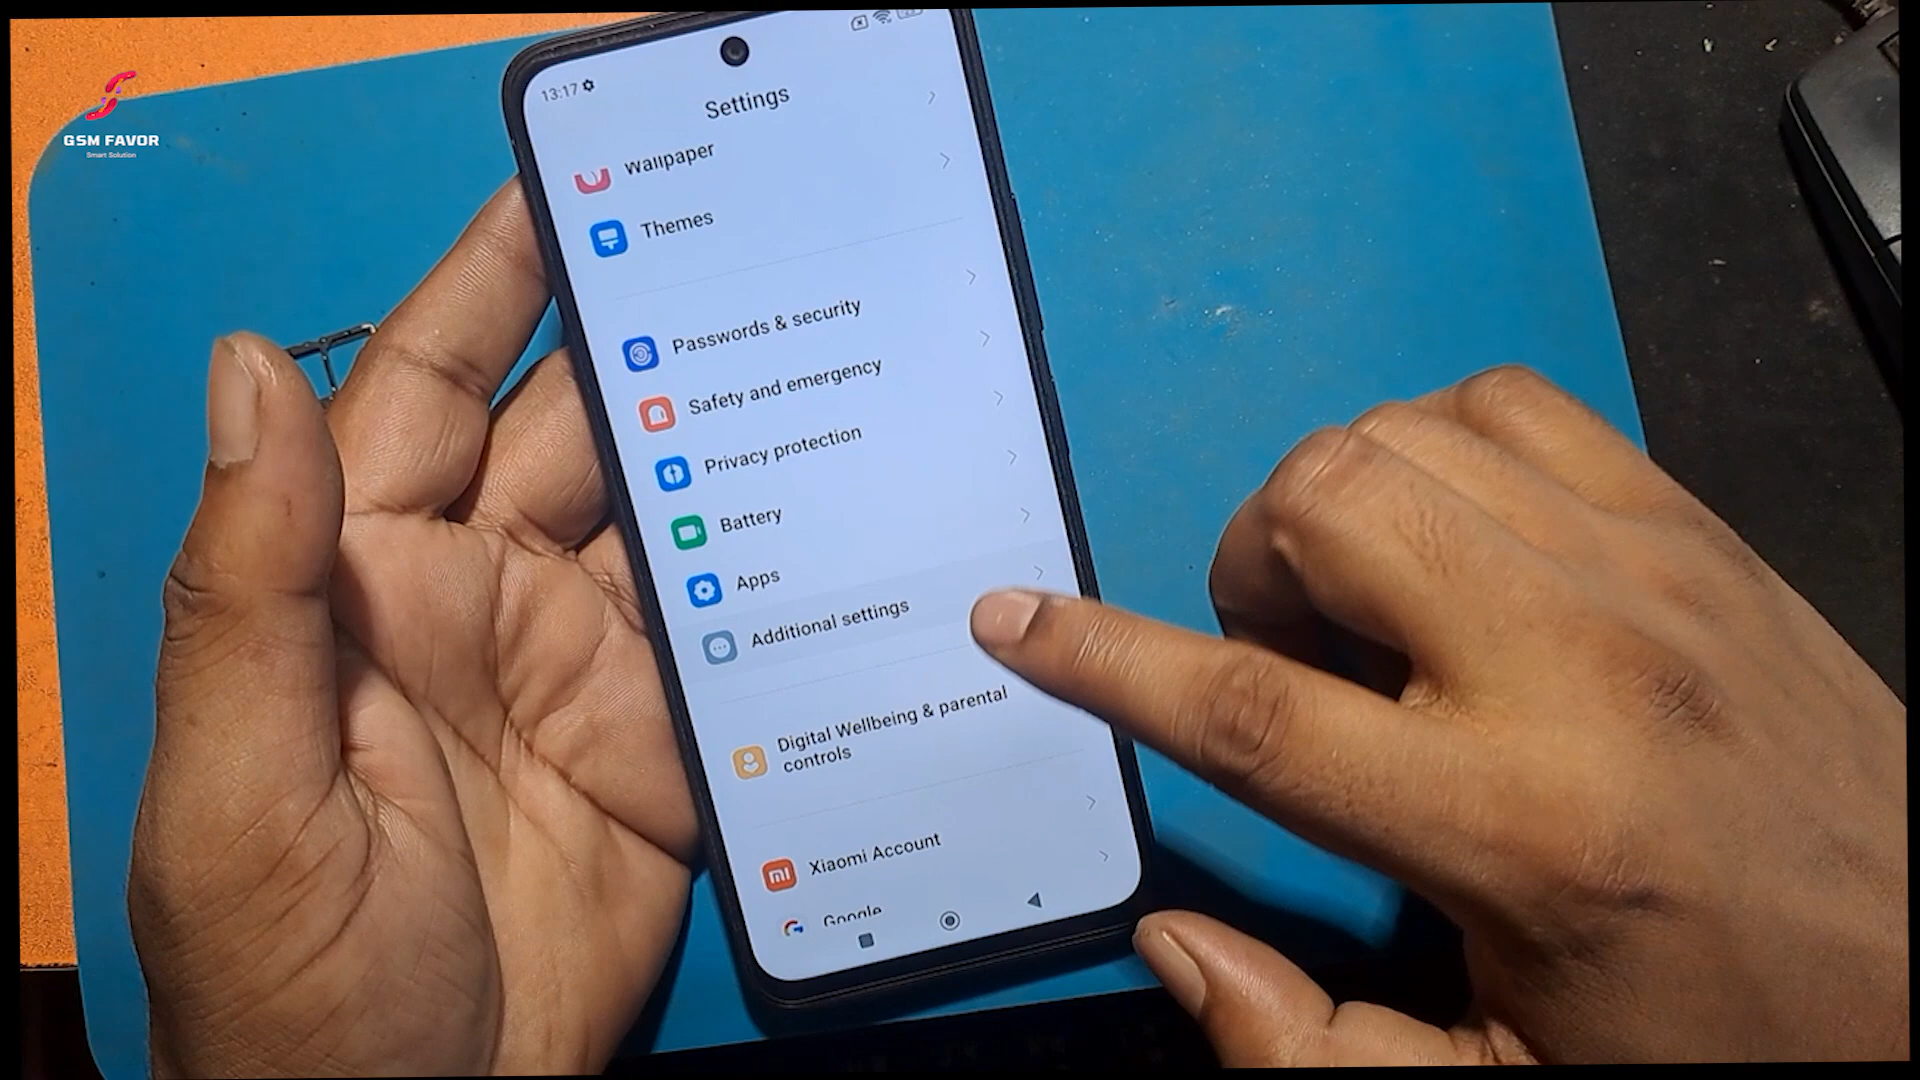 GSM FAVOR
Smart Solution
13:17
Settings
Wallpaper
Themes
Passwords & security
Safety and emergency
Privacy protection
Battery
Apps
Additional settings
Digital Wellbeing & parental
controls
Xiaomi Account
Google